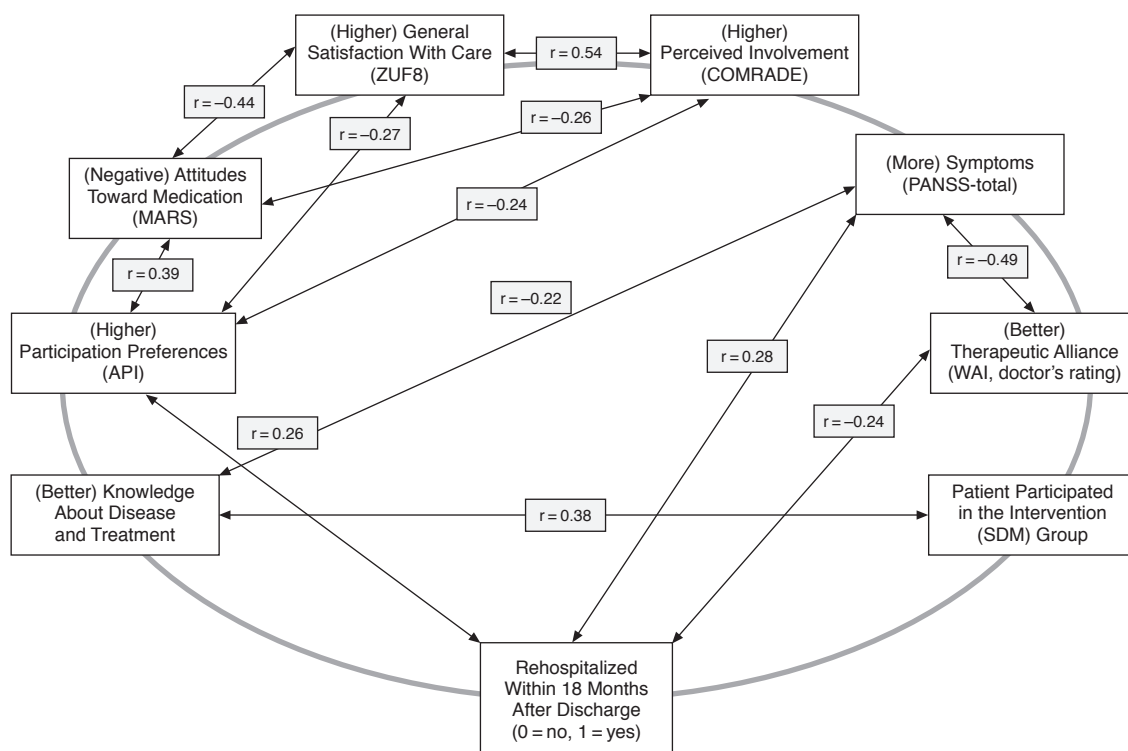 (Higher) General
Satisfaction With Care
(ZUF8)
r = 0.54
(Higher)
Perceived Involvement
(COMRADE)
r = –0.44
r = –0.27
r = –0.26
(Negative) Attitudes
Toward Medication
(MARS)
(More) Symptoms
(PANSS-total)
r = –0.24
r = 0.39
r = –0.49
r = –0.22
(Higher)
Participation Preferences
(API)
r = 0.28
(Better)
Therapeutic Alliance
(WAI, doctor’s rating)
r = 0.26
r = –0.24
(Better) Knowledge
About Disease
and Treatment
r = 0.38
Patient Participated
in the Intervention
(SDM) Group
Rehospitalized
Within 18 Months
After Discharge
(0 = no, 1 = yes)